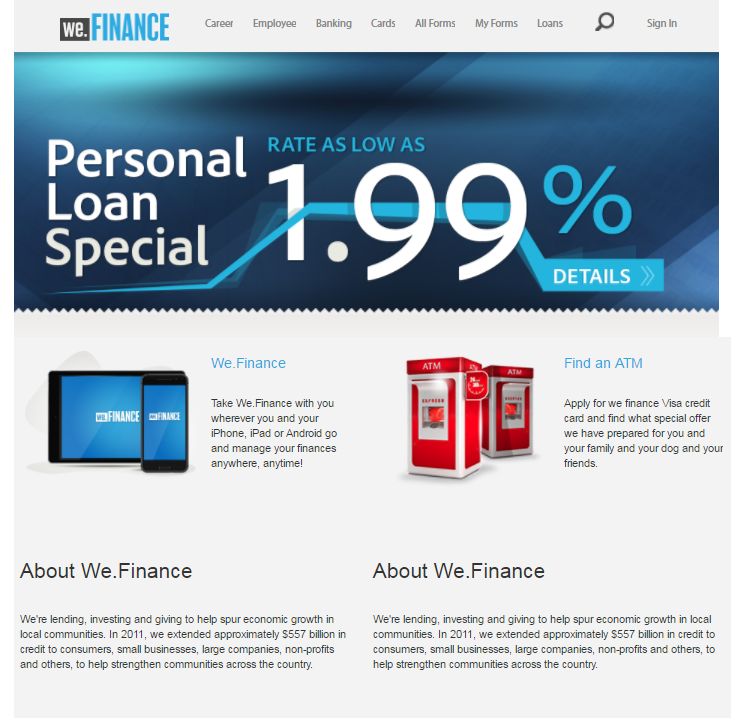 we.FINANCE
Career Employee Banking Cards All Forms My Forms Loans Sign In
Personal
Loan
Special
RATE AS LOW AS
1.99%
DETAILS
we.FINANCE
we.FINANCE
We.Finance
Take We.Finance with you
wherever you and your
iPhone, iPad or Android go
and manage your finances
anywhere, anytime!
ATM
ATM
EXPRESS
Find an ATM
Apply for we finance Visa credit
card and find what special offer
we have prepared for you and
your family and your dog and your
friends.
About We.Finance
We're lending, investing and giving to help spur economic growth in
local communities. In 2011, we extended approximately $557 billion in
credit to consumers, small businesses, large companies, non-profits
and others, to help strengthen communities across the country.
About We.Finance
We're lending, investing and giving to help spur economic growth in local
communities. In 2011, we extended approximately $557 billion in credit to
consumers, small businesses, large companies, non-profits and others, to
help strengthen communities across the country.